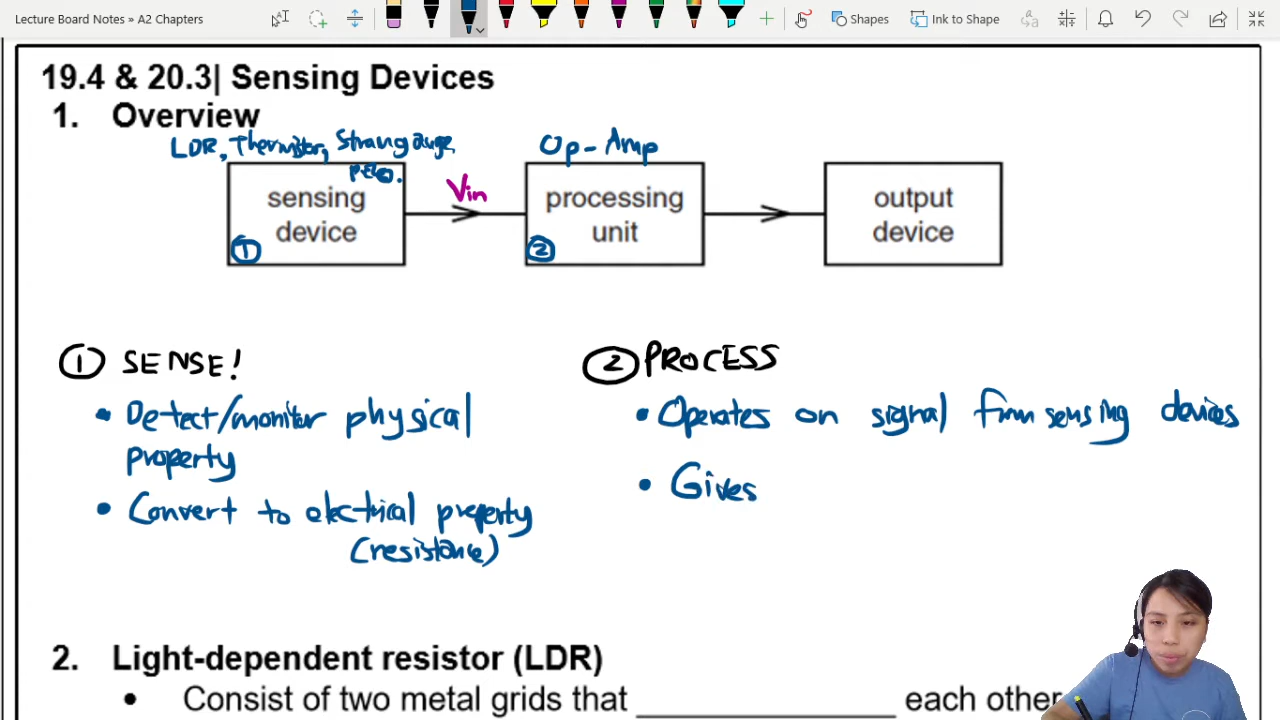 Lecture Board Notes » A2 Chapters
Shapes
Ink to Shape
19.4 & 20.3| Sensing Devices
1. Overview
LDR, Thermistor, Strain gauge,
Piezo.
Op-Amp
sensing
device
1
Vin
processing
unit
2
output
device
1 SENSE!
• Detect/monitor physical
property
• Convert to electrical property
(resistance)
2 PROCESS
• Operates on signal from sensing devices
• Gives
2. Light-dependent resistor (LDR)
• Consist of two metal grids that ______________ each other